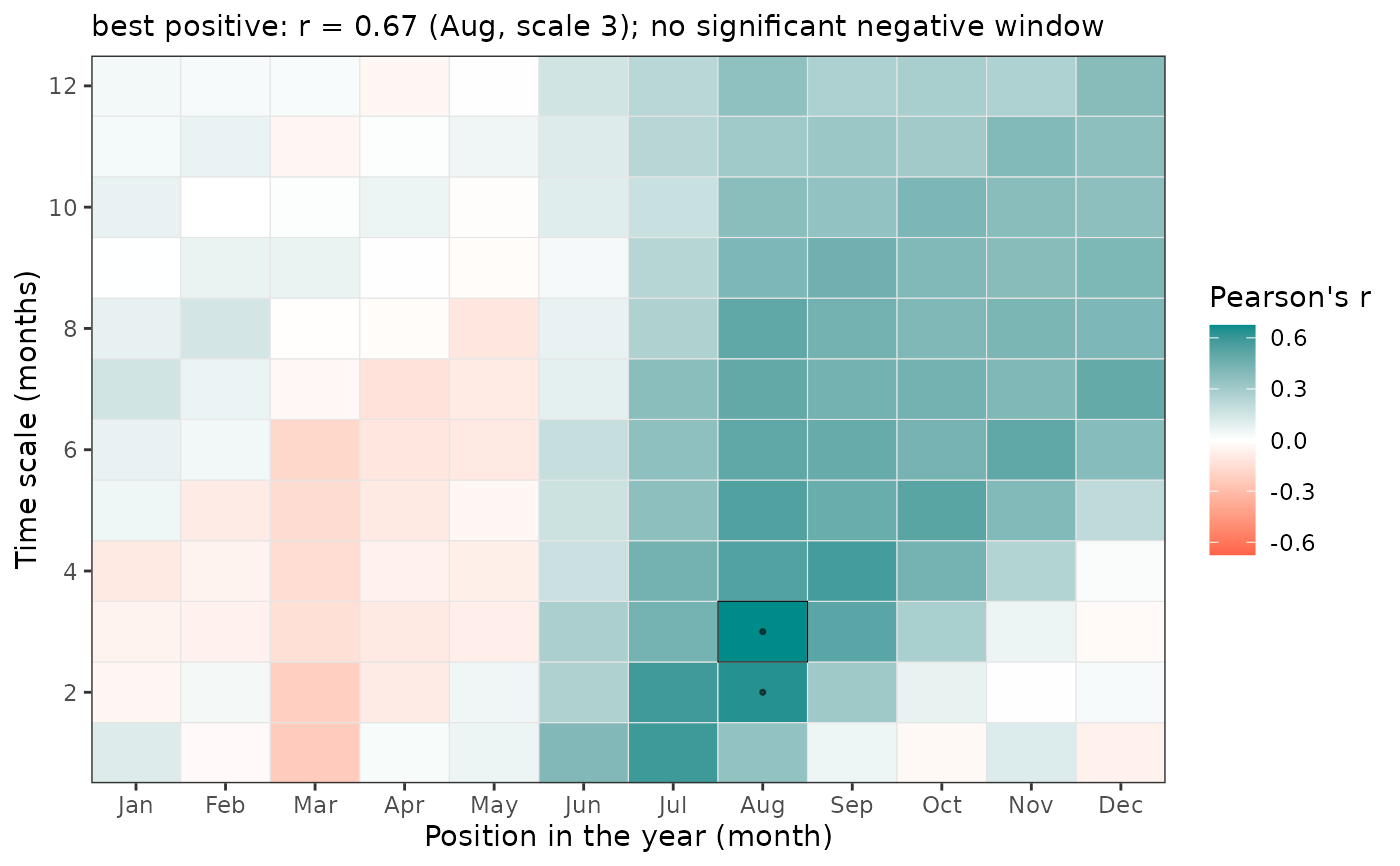 best positive: r = 0.67 (Aug, scale 3); no significant negative window
Time scale (months)
12
10
8
6
4
2
Jan Feb Mar Apr May Jun Jul Aug Sep Oct Nov Dec
Position in the year (month)
Pearson's r
0.6
0.3
0.0
-0.3
-0.6